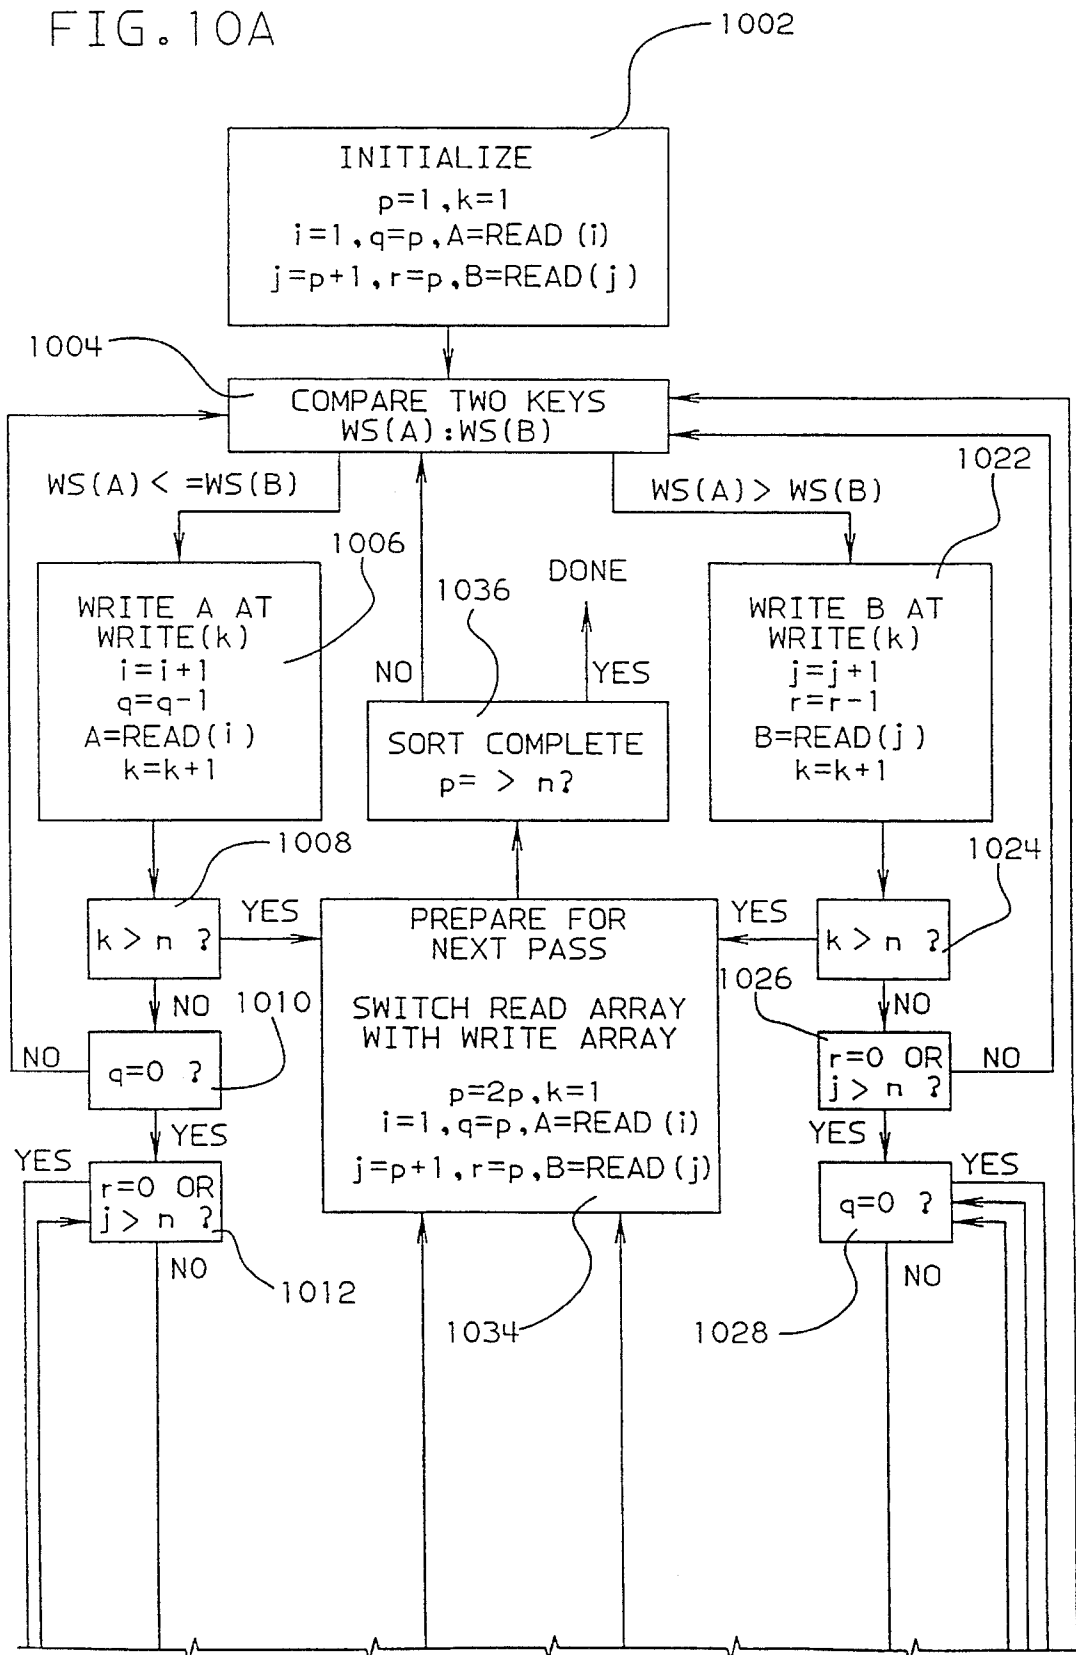 FIG.10A
1002
INITIALIZE
p=1,k=1
i=1,q=p,A=READ(i)
j=p+1,r=p,B=READ(j)
1004
COMPARE TWO KEYS
WS(A):WS(B)
WS(A)< =WS(B)
WS(A)> WS(B)
1022
1006
WRITE A AT
WRITE(k)
i=i+1
q=q-1
A=READ(i)
k=k+1
1036
DONE
NO
YES
SORT COMPLETE
p= > n?
WRITE B AT
WRITE(k)
j=j+1
r=r-1
B=READ(j)
k=k+1
1008
k > n ?
YES
NO
1010
NO
q=0 ?
YES
YES
r=0 OR
j > n ?
NO
1012
PREPARE FOR
NEXT PASS
SWITCH READ ARRAY
WITH WRITE ARRAY
p=2p,k=1
i=1,q=p,A=READ(i)
j=p+1,r=p,B=READ(j)
1034
1024
YES
k > n ?
NO
1026
r=0 OR
j > n ?
NO
YES
q=0 ?
YES
NO
1028